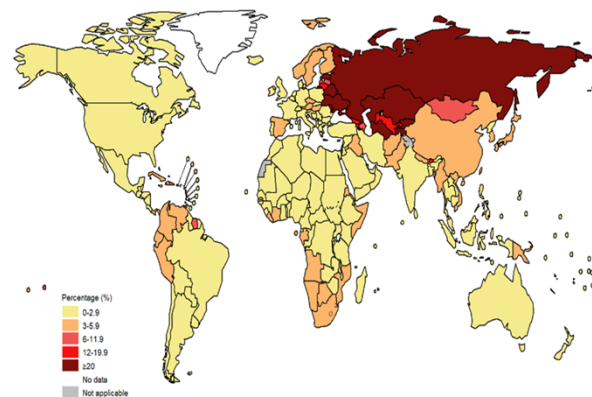 Percentage (%)
0-2.9
3-5.9
6-11.9
12-19.9
≥20
No data
Not applicable